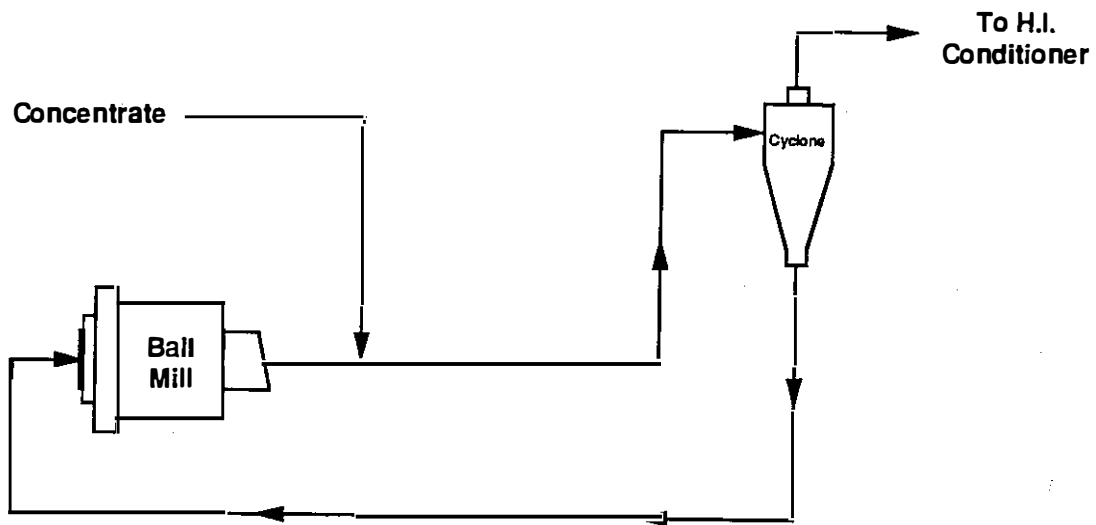 To H.I.
Conditioner
Concentrate
Cyclone
Ball
Mill